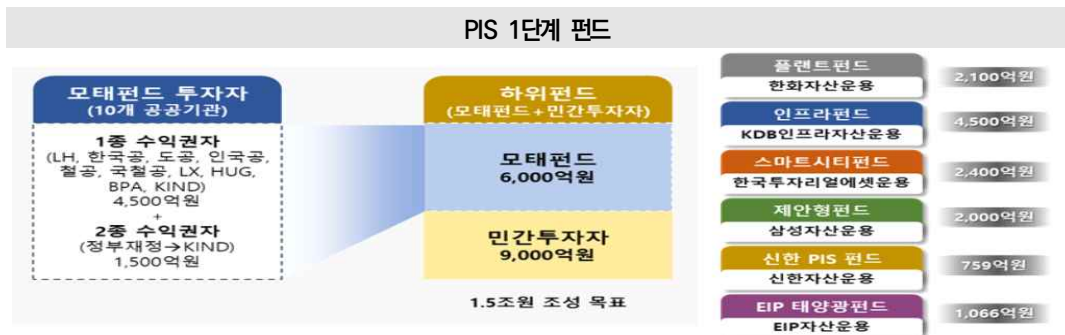 PIS 1단계 펀드
모태펀드 투자자
(10개 공공기관)
1종 수익권자
(LH, 한국공, 도공, 인국공,
철공, 국철공, LX, HUG,
BPA, KIND)
4,500억원
+
2종 수익권자
(정부재정→KIND)
1,500억원
하위펀드
(모태펀드+민간투자자)
모태펀드
6,000억원
민간투자자
9,000억원
1.5조원 조성 목표
플랜트펀드
한화자산운용
2,100억원
인프라펀드
KDB인프라자산운용
4,500억원
스마트시티펀드
한국투자리얼에셋운용
2,400억원
제안형펀드
삼성자산운용
2,000억원
신한 PIS 펀드
신한자산운용
759억원
EIP 태양광펀드
EIP자산운용
1,066억원